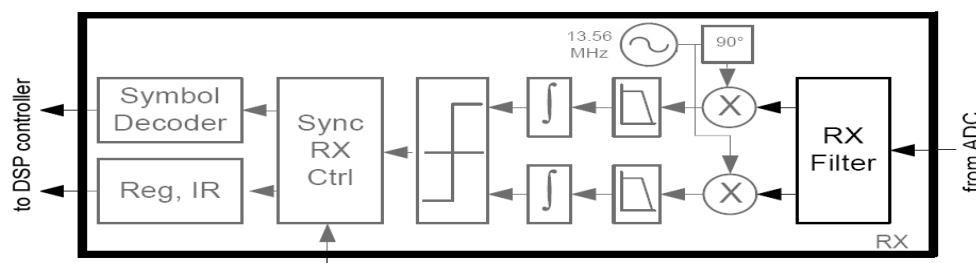 13.56
MHz
90°
to DSP controller
Symbol
Decoder
Sync
RX
Ctrl
∫
X
RX
Filter
from ADC
Reg, IR
∫
X
RX